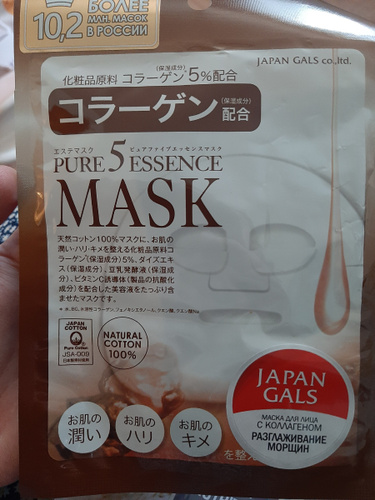 БОЛЕЕ
10,2 МЛН. МАСОК
В РОССИИ
JAPAN GALS co.,ltd.
(保湿成分)
化粧品原料 コラーゲン5%配合
コラーゲン(保湿成分)配合
エステマスク ピュアファイブエッセンスマスク
PURE 5 ESSENCE
MASK
天然コットン100%マスクに、お肌の
潤い・ハリ・キメを整える化粧品原料コ
ラーゲン(保湿成分)5%、ダイズエキ
ス(保湿成分)、豆乳発酵液(保湿成
分)、ビタミンC誘導体(製品の抗酸化
成分)を配合した美容液をたっぷり含
ませたマスクです。
JAPAN
COTTON
Pure Cotton
JSA-009
NATURAL
COTTON
100%
JAPAN
GALS
МАСКА ДЛЯ ЛИЦА
С КОЛЛАГЕНОМ
РАЗГЛАЖИВАНИЕ
МОРЩИН
お肌の
潤い
お肌の
ハリ
お肌の
キメ
を整え